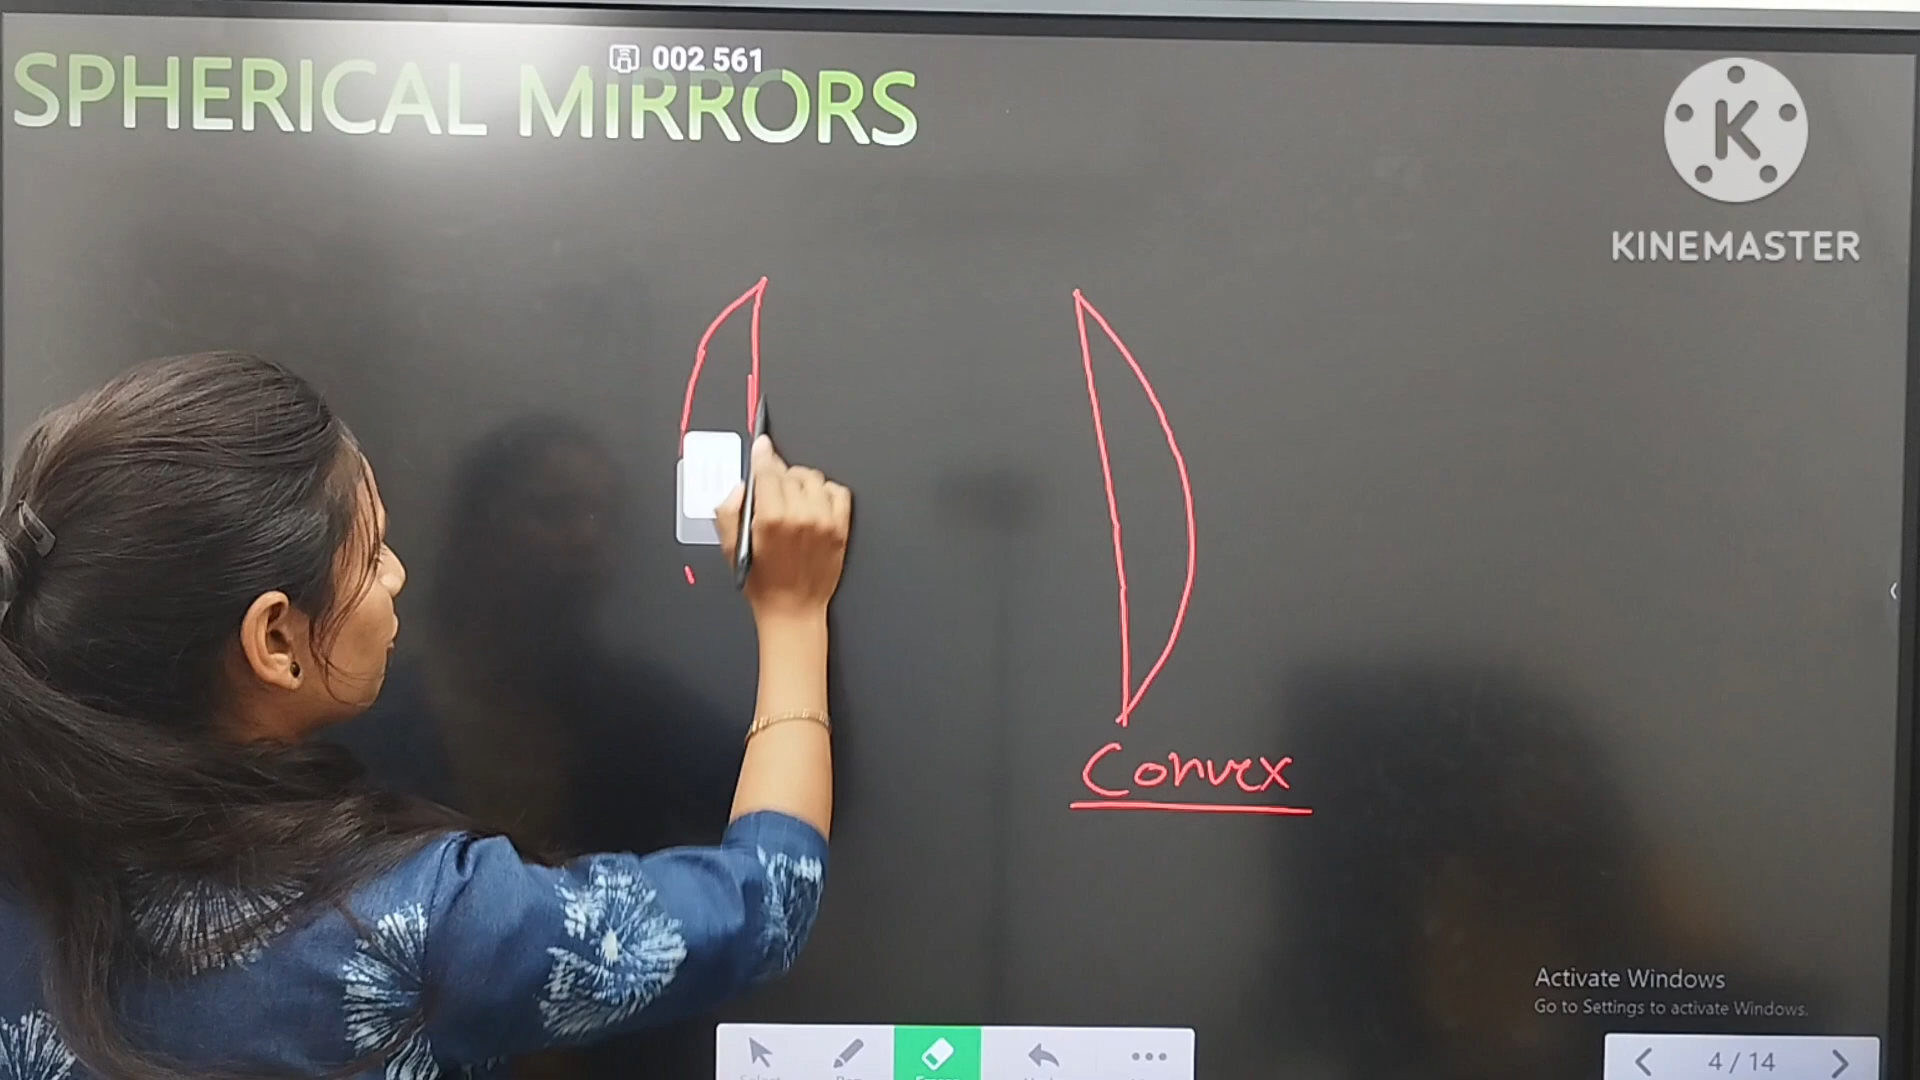 002 561
SPHERICAL MIRRORS
K
KINEMASTER
Convex
Activate Windows
Go to Settings to activate Windows.
4 / 14